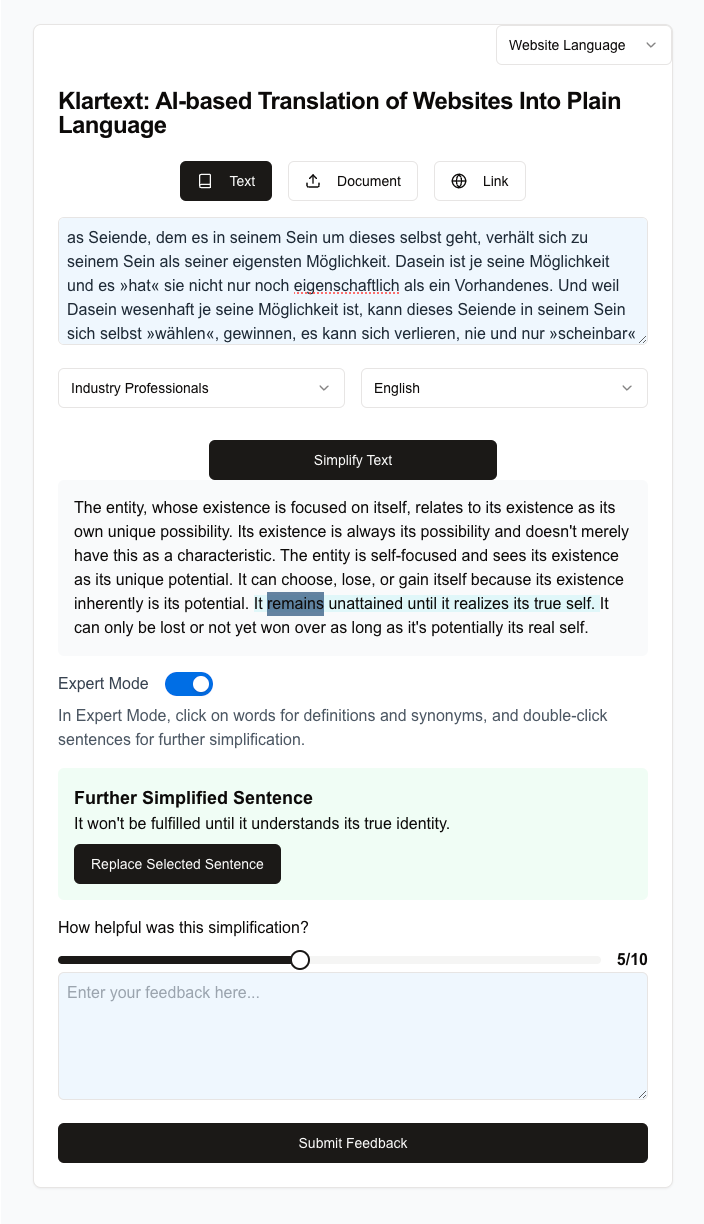 Website Language
Klartext: AI-based Translation of Websites Into Plain
Language
Text
Document
Link
as Seiende, dem es in seinem Sein um dieses selbst geht, verhält sich zu
seinem Sein als seiner eigensten Möglichkeit. Dasein ist je seine Möglichkeit
und es »hat« sie nicht nur noch eigenschaftlich als ein Vorhandenes. Und weil
Dasein wesenhaft je seine Möglichkeit ist, kann dieses Seiende in seinem Sein
sich selbst »wählen«, gewinnen, es kann sich verlieren, nie und nur »scheinbar«
Industry Professionals
English
Simplify Text
The entity, whose existence is focused on itself, relates to its existence as its
own unique possibility. Its existence is always its possibility and doesn't merely
have this as a characteristic. The entity is self-focused and sees its existence
as its unique potential. It can choose, lose, or gain itself because its existence
inherently is its potential. It remains unattained until it realizes its true self. It
can only be lost or not yet won over as long as it's potentially its real self.
Expert Mode
In Expert Mode, click on words for definitions and synonyms, and double-click
sentences for further simplification.
Further Simplified Sentence
It won't be fulfilled until it understands its true identity.
Replace Selected Sentence
How helpful was this simplification?
5/10
Enter your feedback here...
Submit Feedback